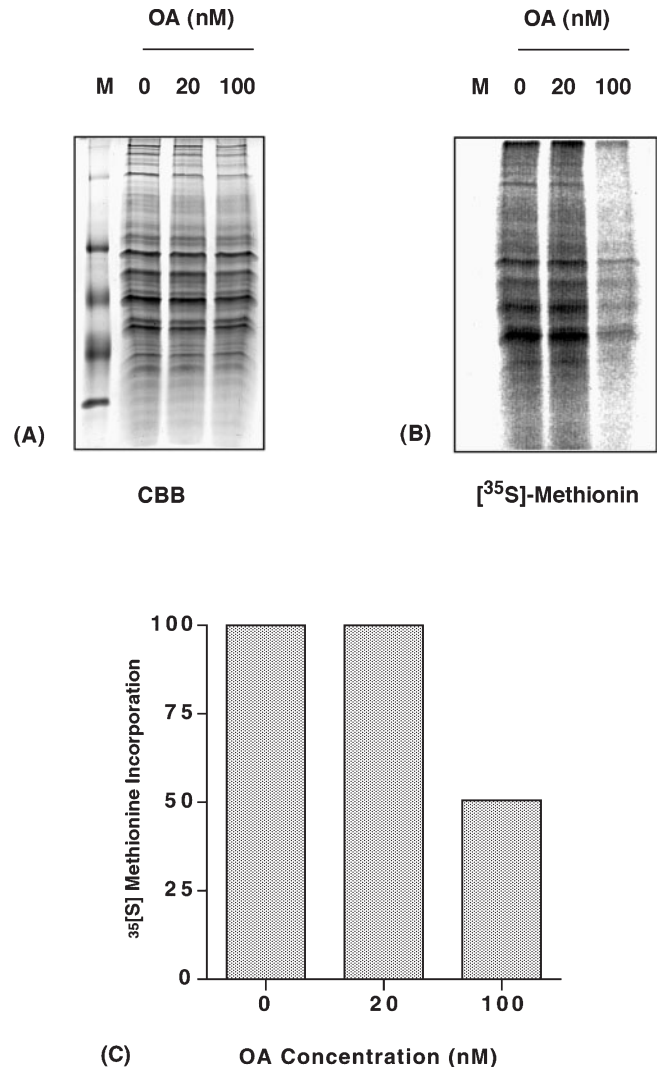 OA (nM)
M 0 20 100
(A)
CBB
OA (nM)
M 0 20 100
(B)
[³⁵S]-Methionin
100
75
50
25
0
³⁵[S] Methionine Incorporation
0 20 100
(C)
OA Concentration (nM)